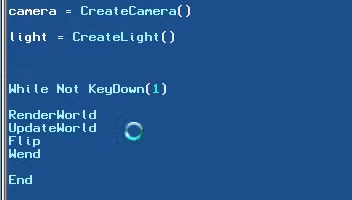 camera = CreateCamera()
light = CreateLight()
While Not KeyDown(1)
RenderWorld
UpdateWorld
Flip
Wend
End